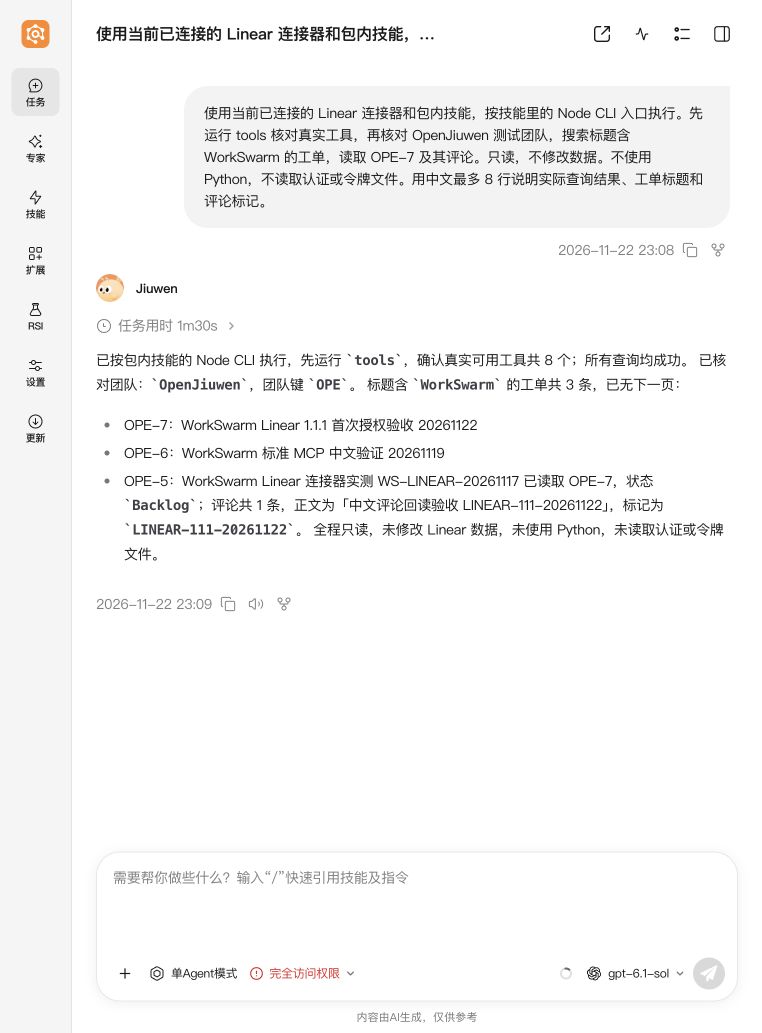 使用当前已连接的 Linear 连接器和包内技能，...
任务
专家
技能
扩展
RSI
设置
更新
使用当前已连接的 Linear 连接器和包内技能，按技能里的 Node CLI 入口执行。先
运行 tools 核对真实工具，再核对 OpenJiuwen 测试团队，搜索标题含
WorkSwarm 的工单，读取 OPE-7 及其评论。只读，不修改数据。不使用
Python，不读取认证或令牌文件。用中文最多 8 行说明实际查询结果、工单标题和
评论标记。
2026-11-22 23:08
Jiuwen
任务用时 1m30s
已按包内技能的 Node CLI 执行，先运行 `tools`，确认真实可用工具共 8 个；所有查询均成功。 已核
对团队：`OpenJiuwen`，团队键 `OPE`。 标题含 `WorkSwarm` 的工单共 3 条，已无下一页：
• OPE-7：WorkSwarm Linear 1.1.1 首次授权验收 20261122
• OPE-6：WorkSwarm 标准 MCP 中文验证 20261119
• OPE-5：WorkSwarm Linear 连接器实测 WS-LINEAR-20261117 已读取 OPE-7，状态
`Backlog`；评论共 1 条，正文为「中文评论回读验收 LINEAR-111-20261122」，标记为
`LINEAR-111-20261122`。 全程只读，未修改 Linear 数据，未使用 Python，未读取认证或令牌
文件。
2026-11-22 23:09
需要帮你做些什么？输入“/”快速引用技能及指令
单Agent模式
完全访问权限
gpt-6.1-sol
内容由AI生成，仅供参考